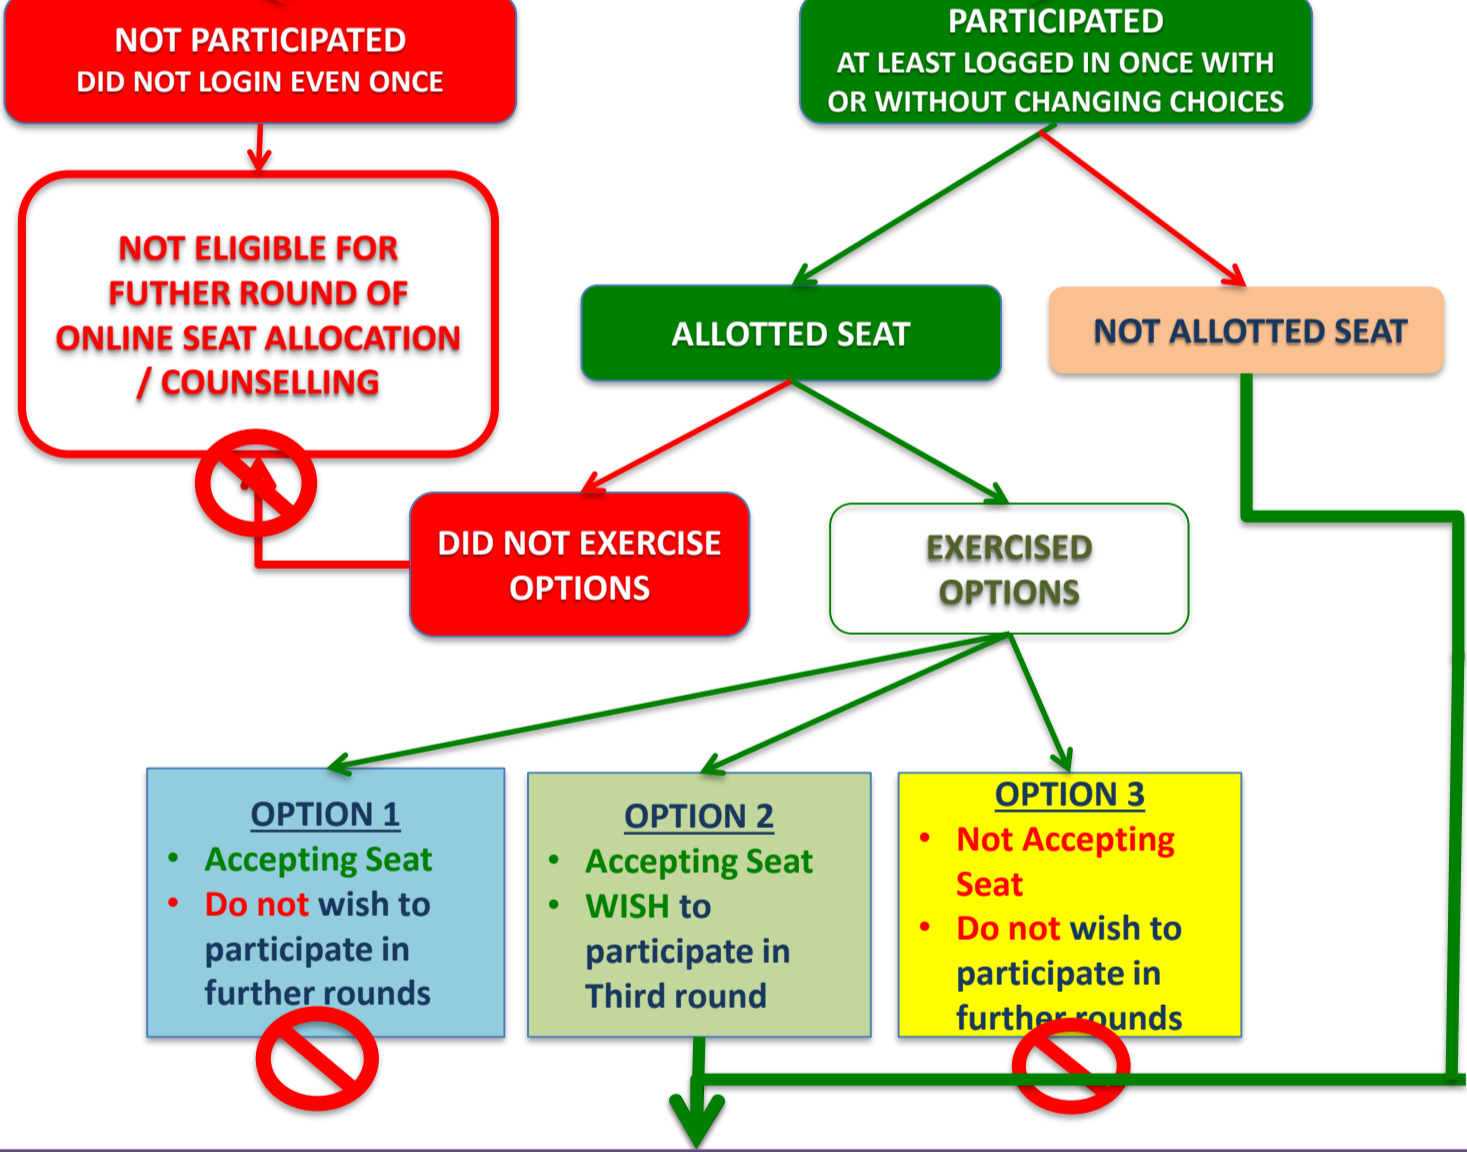 NOT PARTICIPATED
DID NOT LOGIN EVEN ONCE
PARTICIPATED
AT LEAST LOGGED IN ONCE WITH
OR WITHOUT CHANGING CHOICES
NOT ELIGIBLE FOR
FUTHER ROUND OF
ONLINE SEAT ALLOCATION
/ COUNSELLING
ALLOTTED SEAT
NOT ALLOTTED SEAT
DID NOT EXERCISE
OPTIONS
EXERCISED
OPTIONS
OPTION 1
• Accepting Seat
• Do not wish to
participate in
further rounds
OPTION 2
• Accepting Seat
• WISH to
participate in
Third round
OPTION 3
• Not Accepting
Seat
• Do not wish to
participate in
further rounds